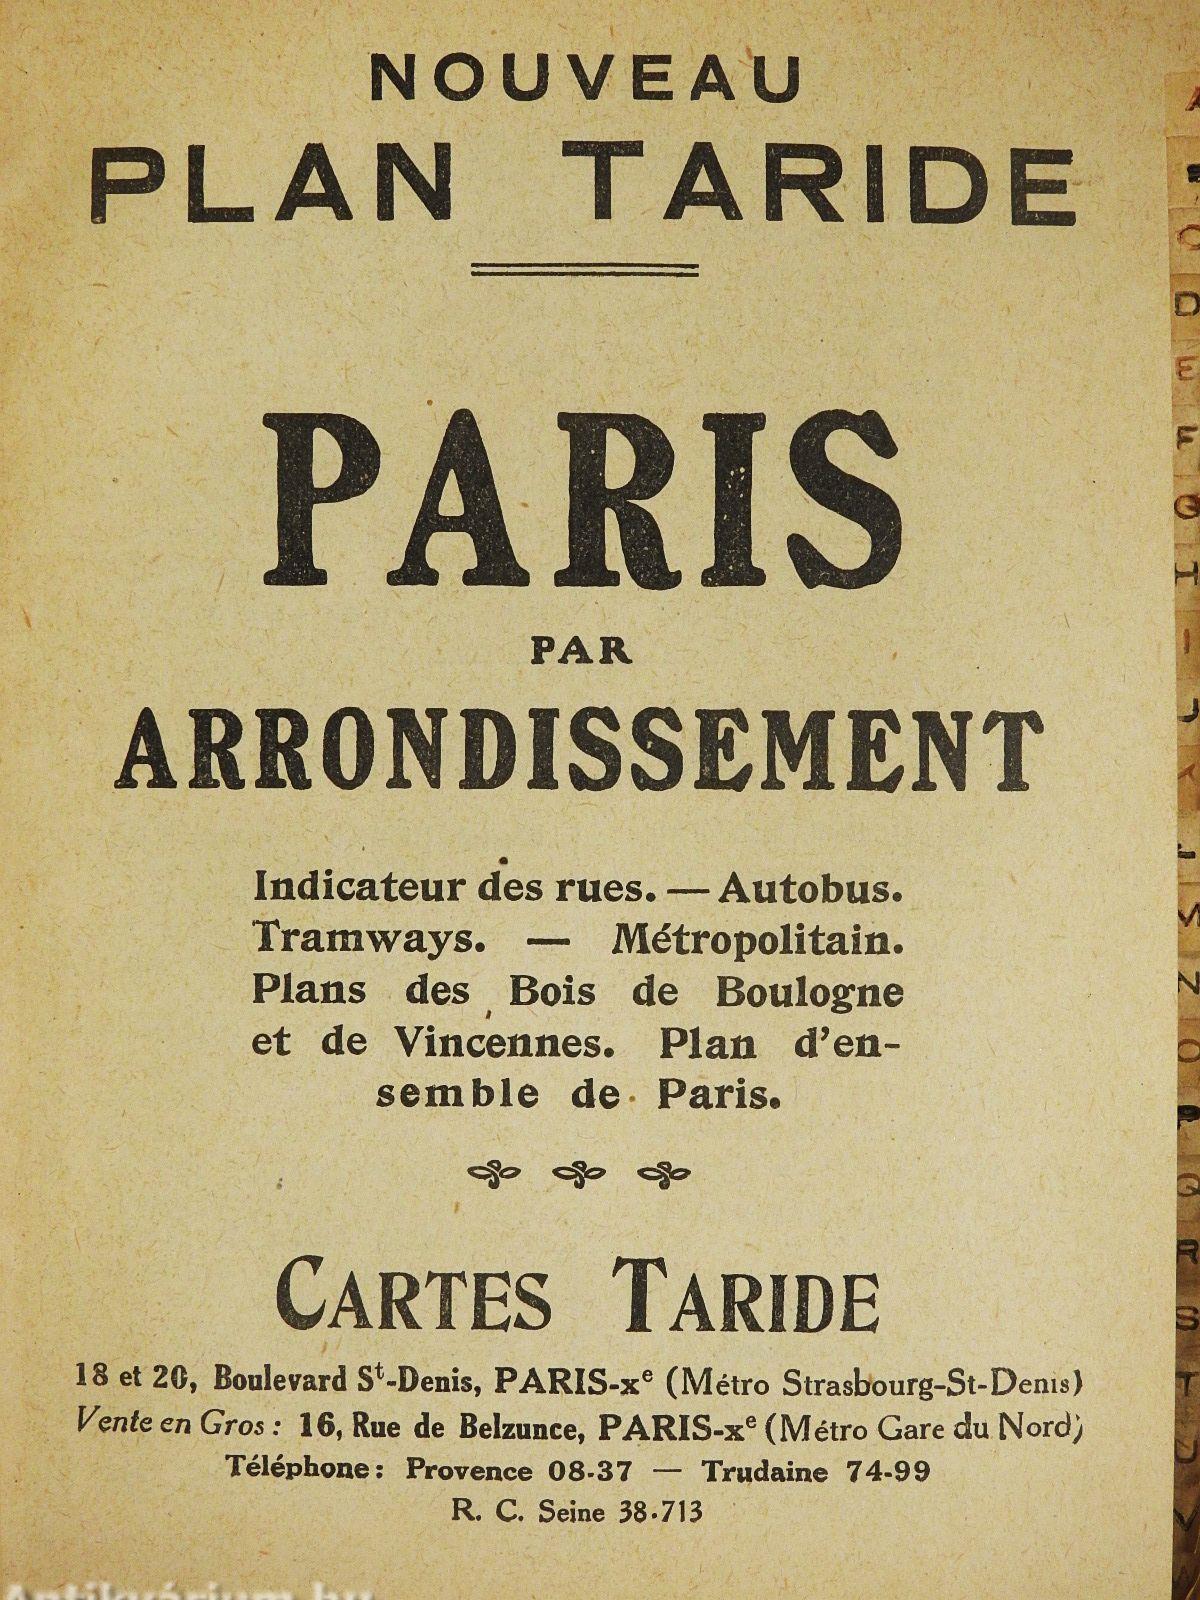 NOUVEAU
PLAN TARIDE
PARIS
PAR
ARRONDISSEMENT
Indicateur des rues. — Autobus.
Tramways. — Métropolitain.
Plans des Bois de Boulogne
et de Vincennes. Plan d'en-
semble de Paris.
CARTES TARIDE
18 et 20, Boulevard Sᵗ-Denis, PARIS-xᵉ (Métro Strasbourg-St-Denis)
Vente en Gros : 16, Rue de Belzunce, PARIS-xᵉ (Métro Gare du Nord)
Téléphone : Provence 08-37 — Trudaine 74-99
R. C. Seine 38.713
A
B
C
D
E
F
G
H
I
J
K
L
M
N
O
P
Q
R
S
T
U
V
Antikvárium.hu